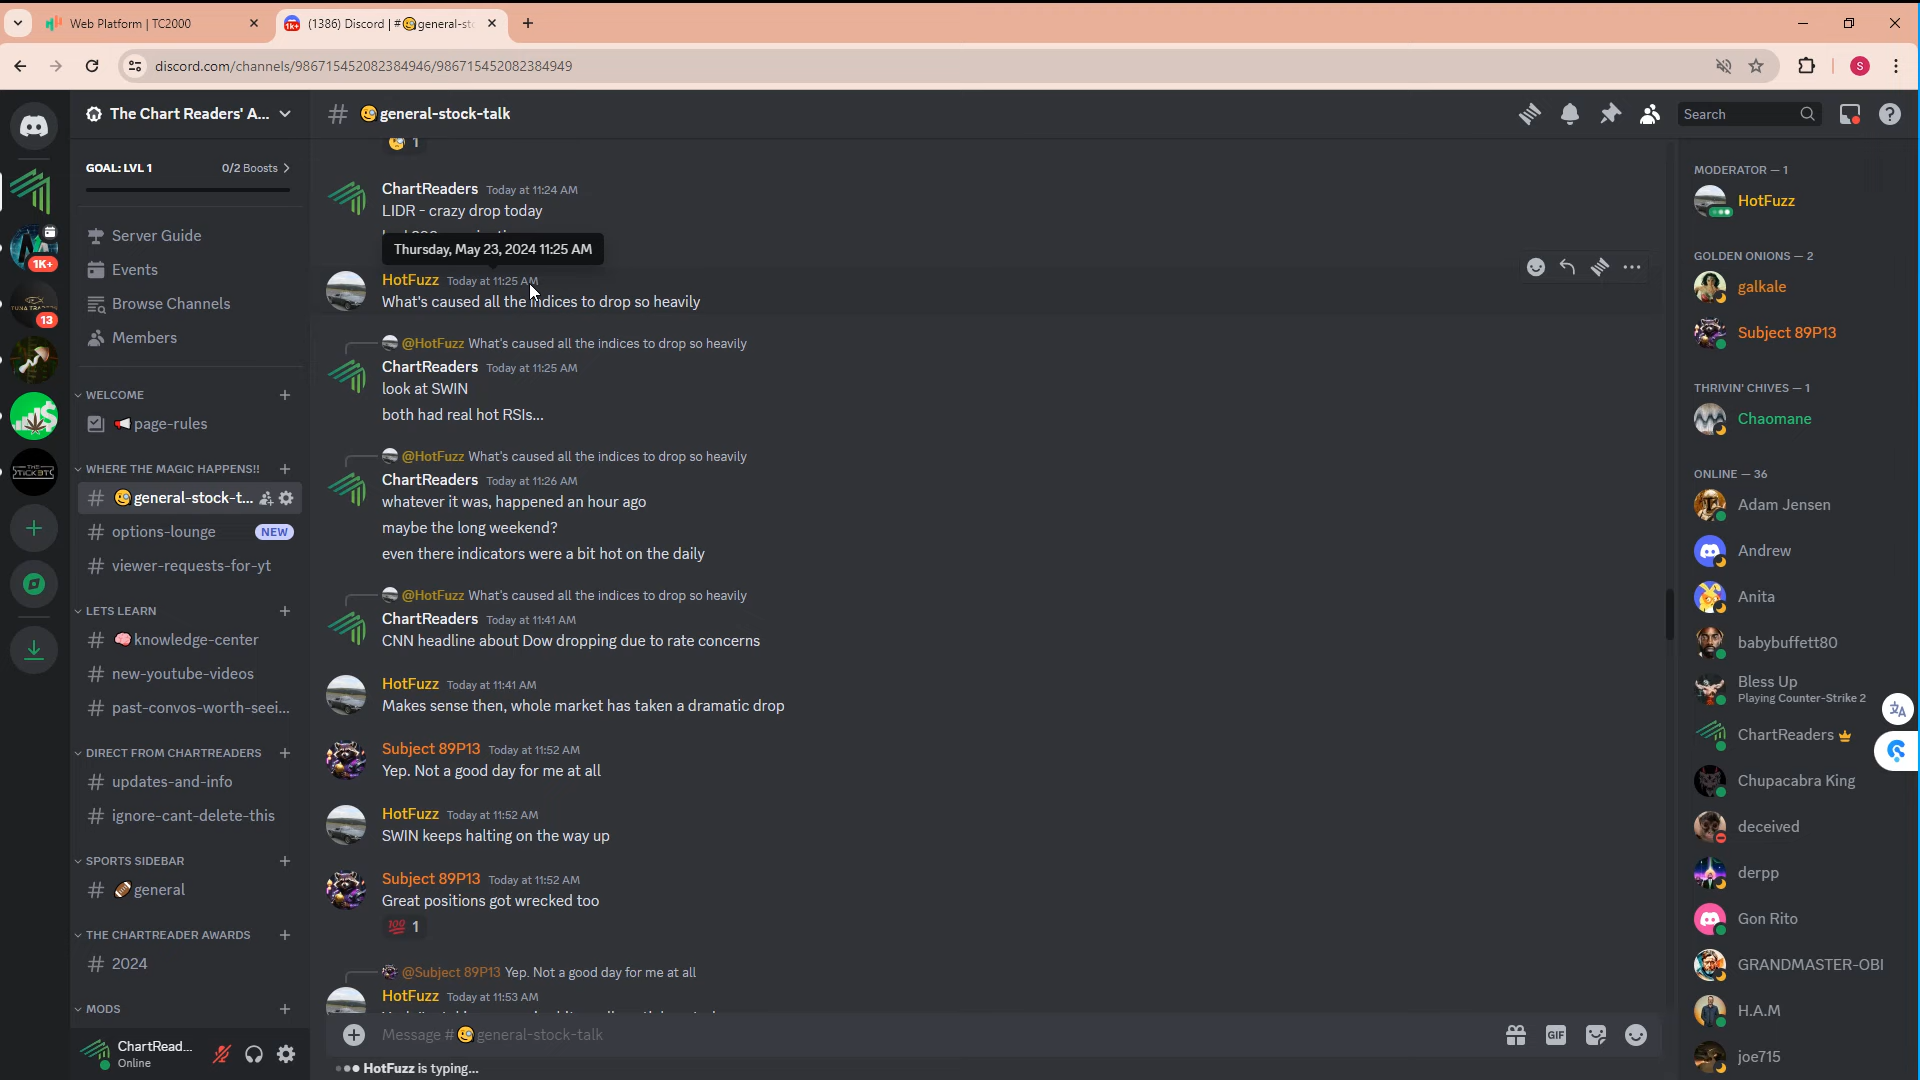 Web Platform | TC2000
(1386) Discord | #🧐general-st
discord.com/channels/986715452082384946/986715452082384949
The Chart Readers' A...
#🧐general-stock-talk
Search
GOAL: LVL 1
0/2 Boosts
1
Server Guide
Events
Browse Channels
Members
WELCOME
📢page-rules
WHERE THE MAGIC HAPPENS!!
🧐general-stock-t...
options-lounge NEW
viewer-requests-for-yt
LETS LEARN
🧠knowledge-center
new-youtube-videos
past-convos-worth-seei...
DIRECT FROM CHARTREADERS
updates-and-info
ignore-cant-delete-this
SPORTS SIDEBAR
🏈general
THE CHARTREADER AWARDS
2024
MODS
ChartRead...
Online
1K+
13
ChartReaders Today at 11:24 AM
LIDR - crazy drop today
Thursday, May 23, 2024 11:25 AM
HotFuzz Today at 11:25 AM
What's caused all the indices to drop so heavily
@HotFuzz What's caused all the indices to drop so heavily
ChartReaders Today at 11:25 AM
look at SWIN
both had real hot RSIs...
@HotFuzz What's caused all the indices to drop so heavily
ChartReaders Today at 11:26 AM
whatever it was, happened an hour ago
maybe the long weekend?
even there indicators were a bit hot on the daily
@HotFuzz What's caused all the indices to drop so heavily
ChartReaders Today at 11:41 AM
CNN headline about Dow dropping due to rate concerns
HotFuzz Today at 11:41 AM
Makes sense then, whole market has taken a dramatic drop
Subject 89P13 Today at 11:52 AM
Yep. Not a good day for me at all
HotFuzz Today at 11:52 AM
SWIN keeps halting on the way up
Subject 89P13 Today at 11:52 AM
Great positions got wrecked too
💯 1
@Subject 89P13 Yep. Not a good day for me at all
HotFuzz Today at 11:53 AM
Message #🧐general-stock-talk
GIF
HotFuzz is typing...
MODERATOR — 1
HotFuzz
GOLDEN ONIONS — 2
galkale
Subject 89P13
THRIVIN' CHIVES — 1
Chaomane
ONLINE — 36
Adam Jensen
Andrew
Anita
babybuffett80
Bless Up
Playing Counter-Strike 2
ChartReaders
Chupacabra King
deceived
derpp
Gon Rito
GRANDMASTER-OBI
H.A.M
joe715